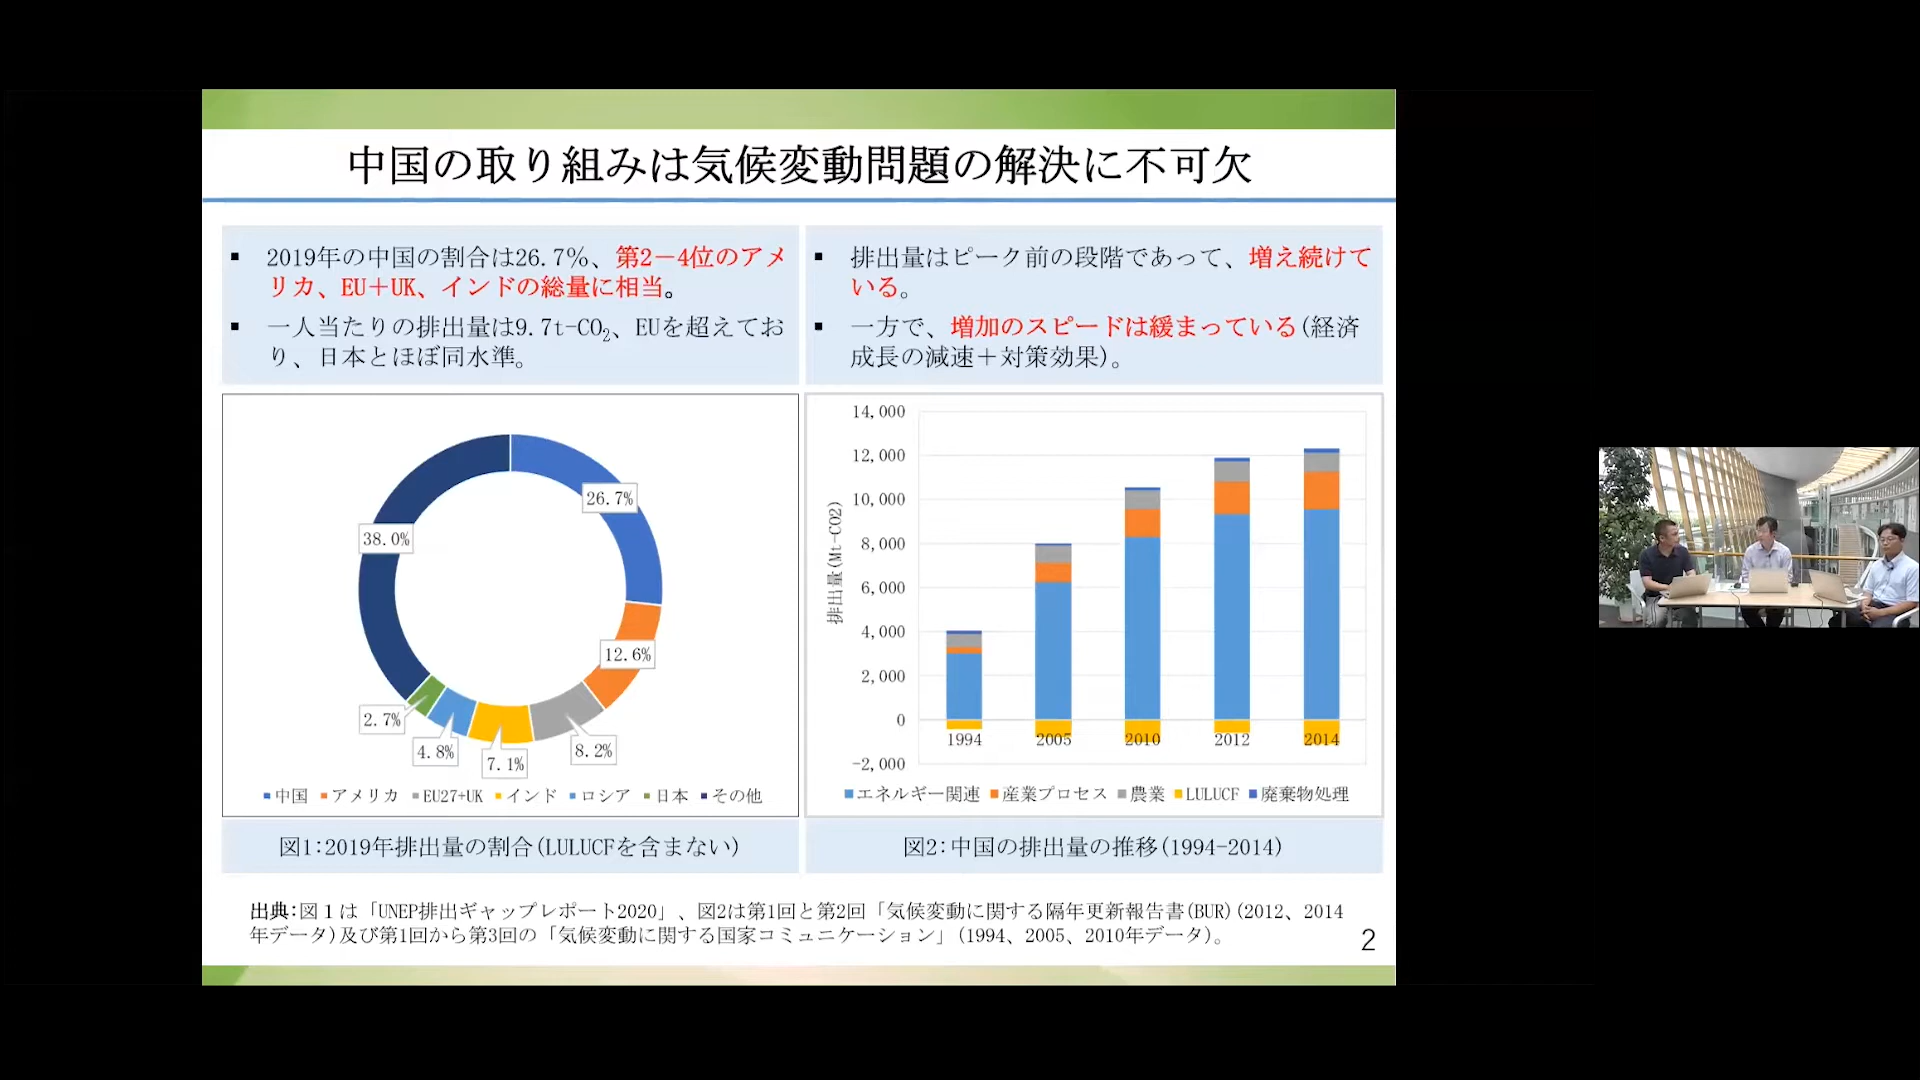 中国の取り組みは気候変動問題の解決に不可欠
▪ 2019年の中国の割合は26.7%、第2－4位のアメ
リカ、EU＋UK、インドの総量に相当。
▪ 一人当たりの排出量は9.7t-CO₂、EUを超えてお
り、日本とほぼ同水準。
▪ 排出量はピーク前の段階であって、増え続けて
いる。
▪ 一方で、増加のスピードは緩まっている(経済
成長の減速＋対策効果)。
26.7%
38.0%
12.6%
2.7%
4.8%
7.1%
8.2%
中国 アメリカ EU27+UK インド ロシア 日本 その他
図1:2019年排出量の割合(LULUCFを含まない)
排出量(Mt-CO2)
14,000
12,000
10,000
8,000
6,000
4,000
2,000
0
-2,000
1994 2005 2010 2012 2014
エネルギー関連 産業プロセス 農業 LULUCF 廃棄物処理
図2:中国の排出量の推移(1994-2014)
出典:図１は「UNEP排出ギャップレポート2020」、図2は第1回と第2回「気候変動に関する隔年更新報告書(BUR)(2012、2014
年データ)及び第1回から第3回の「気候変動に関する国家コミュニケーション」(1994、2005、2010年データ)。
2